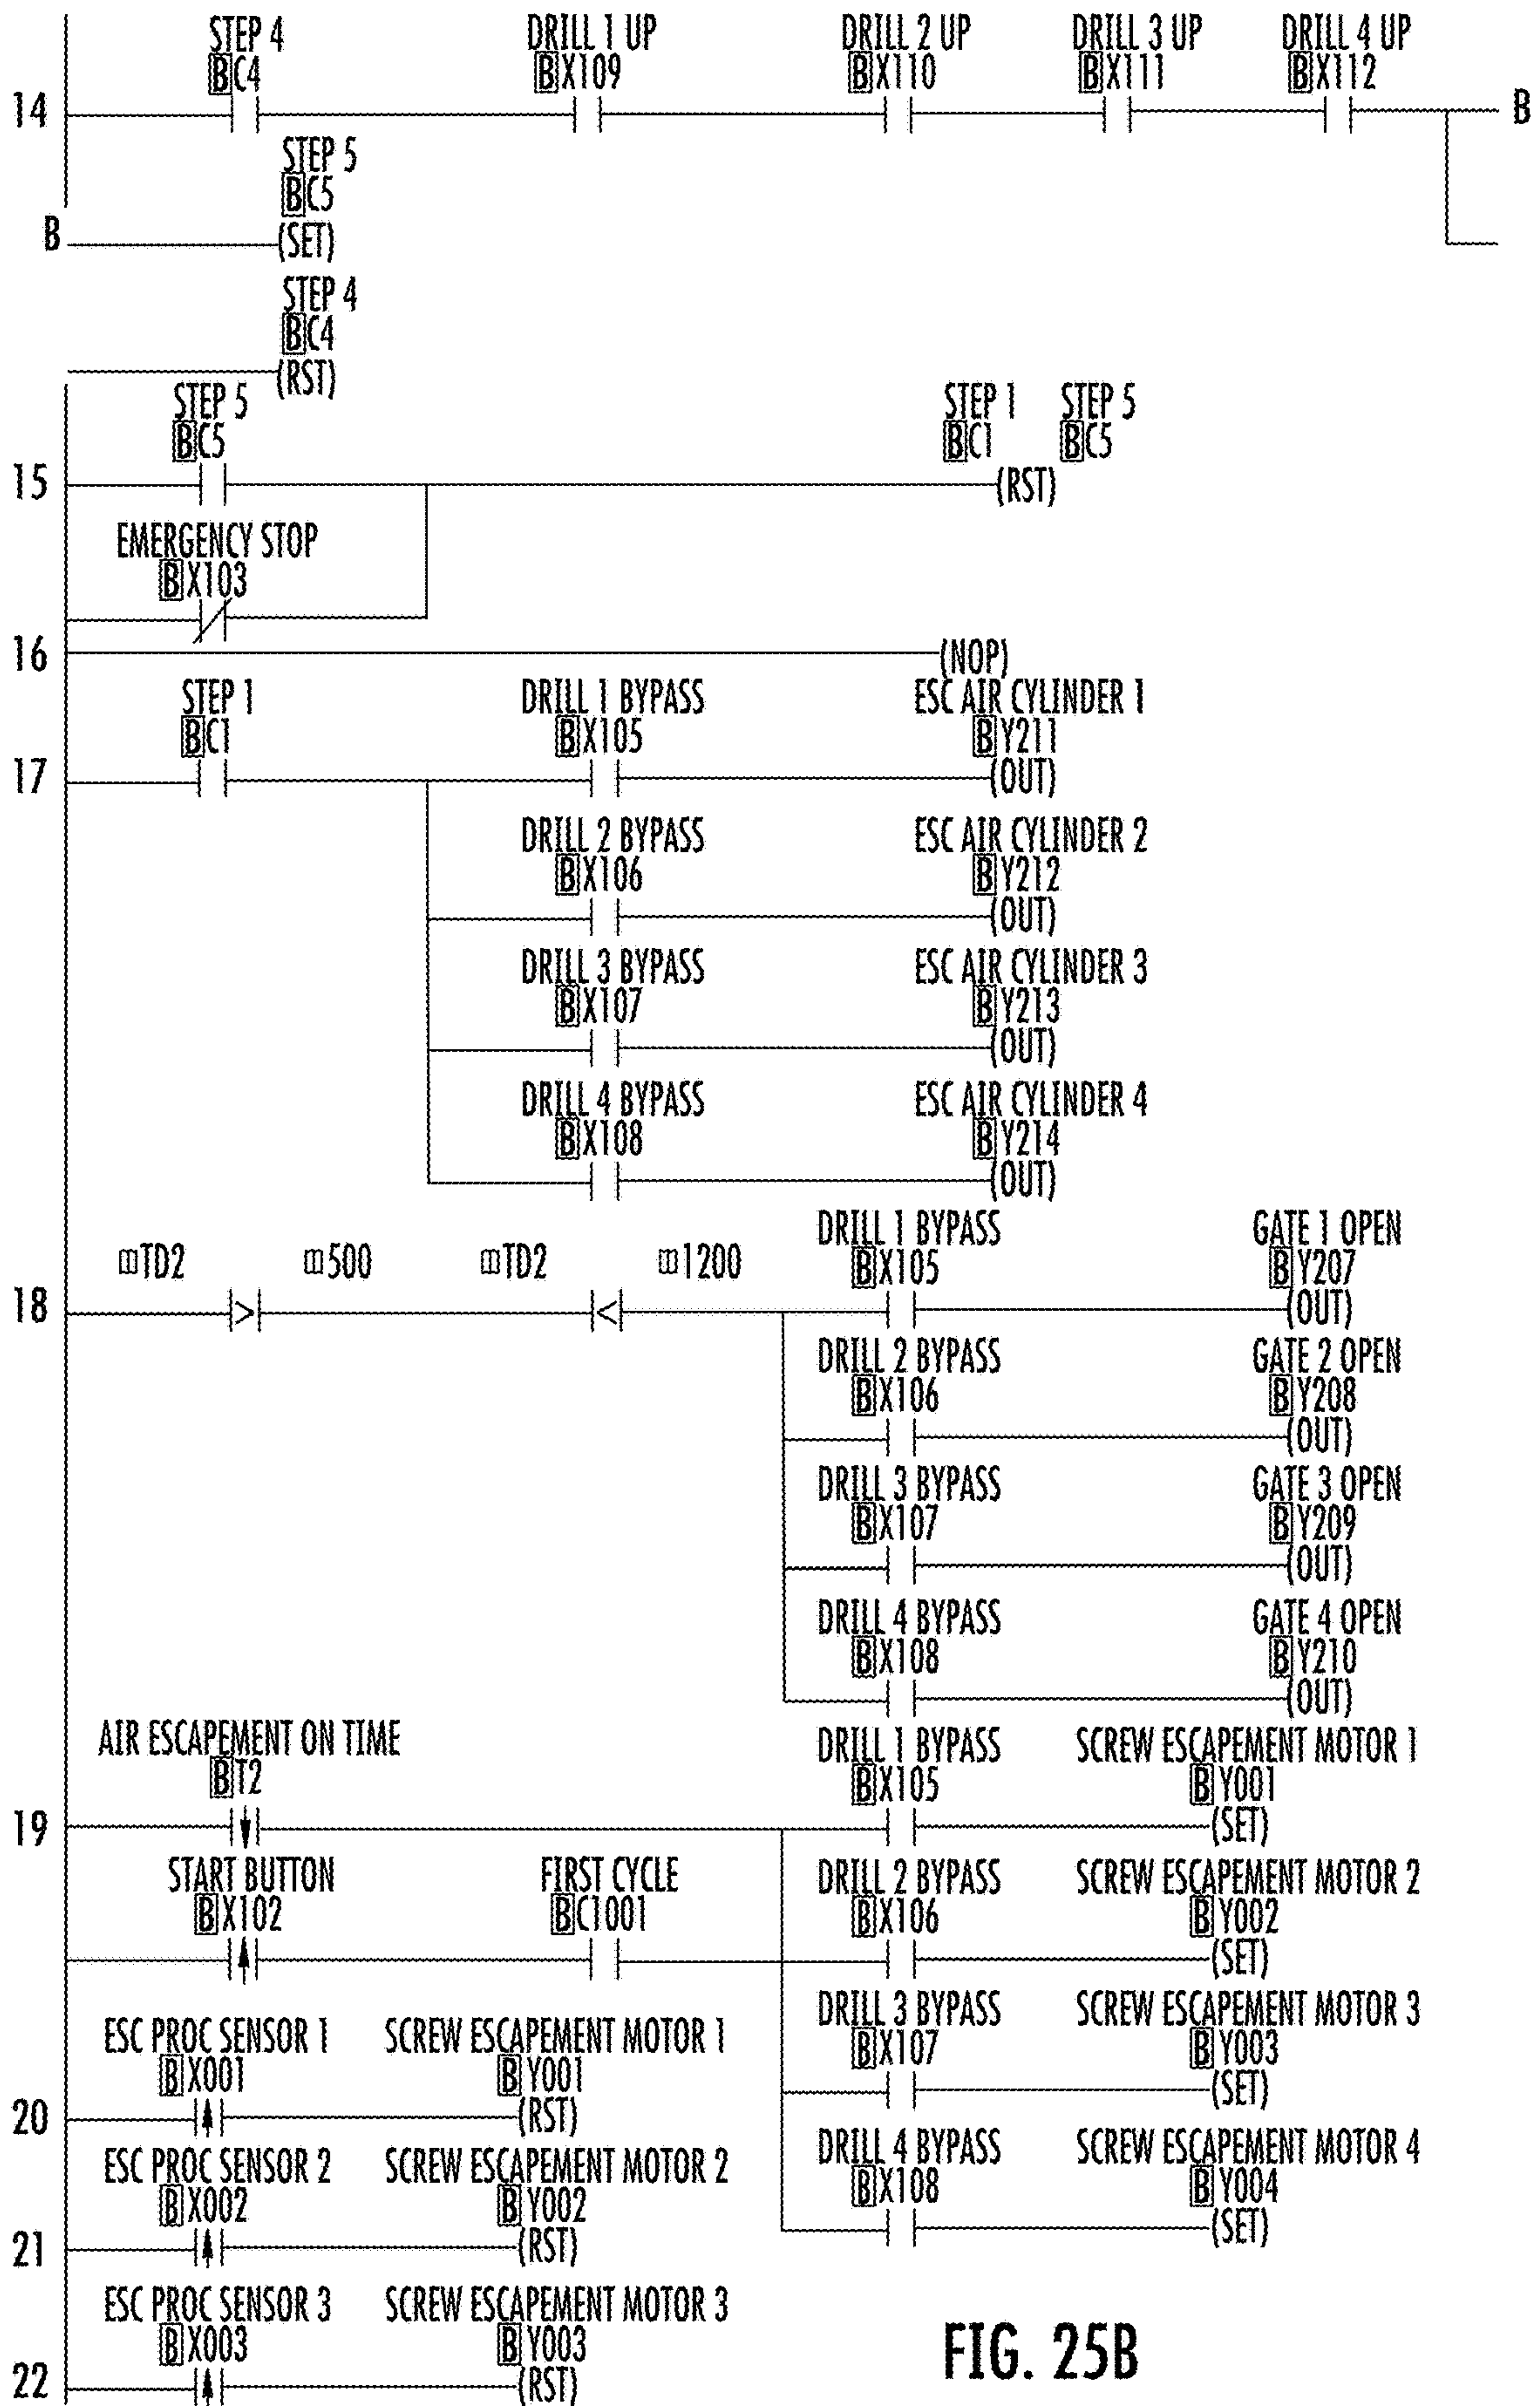 STEP 4 DRILL 1 UP DRILL 2 UP DRILL 3 UP DRILL 4 UP
B C4 B X109 B X110 B X111 B X112
14 B
STEP 5
B C5
B (SET)
STEP 4
B C4
(RST)
STEP 5 STEP 1 STEP 5
B C5 B C1 B C5
15 (RST)
EMERGENCY STOP
B X103
16 (NOP)
STEP 1 DRILL 1 BYPASS ESC AIR CYLINDER 1
B C1 B X105 B Y211
17 (OUT)
DRILL 2 BYPASS ESC AIR CYLINDER 2
B X106 B Y212
(OUT)
DRILL 3 BYPASS ESC AIR CYLINDER 3
B X107 B Y213
(OUT)
DRILL 4 BYPASS ESC AIR CYLINDER 4
B X108 B Y214
(OUT)
DRILL 1 BYPASS GATE 1 OPEN
TD2 500 TD2 1200 B X105 B Y207
18 > < (OUT)
DRILL 2 BYPASS GATE 2 OPEN
B X106 B Y208
(OUT)
DRILL 3 BYPASS GATE 3 OPEN
B X107 B Y209
(OUT)
DRILL 4 BYPASS GATE 4 OPEN
B X108 B Y210
(OUT)
AIR ESCAPEMENT ON TIME DRILL 1 BYPASS SCREW ESCAPEMENT MOTOR 1
B T2 B X105 B Y001
19 (SET)
START BUTTON FIRST CYCLE DRILL 2 BYPASS SCREW ESCAPEMENT MOTOR 2
B X102 B C1001 B X106 B Y002
(SET)
DRILL 3 BYPASS SCREW ESCAPEMENT MOTOR 3
B X107 B Y003
(SET)
ESC PROC SENSOR 1 SCREW ESCAPEMENT MOTOR 1
B X001 B Y001
20 (RST)
DRILL 4 BYPASS SCREW ESCAPEMENT MOTOR 4
B X108 B Y004
(SET)
ESC PROC SENSOR 2 SCREW ESCAPEMENT MOTOR 2
B X002 B Y002
21 (RST)
ESC PROC SENSOR 3 SCREW ESCAPEMENT MOTOR 3
B X003 B Y003
22 (RST)
FIG. 25B